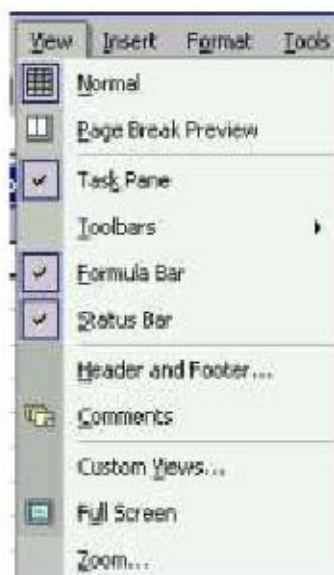 View Insert Format Tools
Normal
Page Break Preview
Task Pane
Toolbars
Formula Bar
Status Bar
Header and Footer...
Comments
Custom Views...
Full Screen
Zoom...